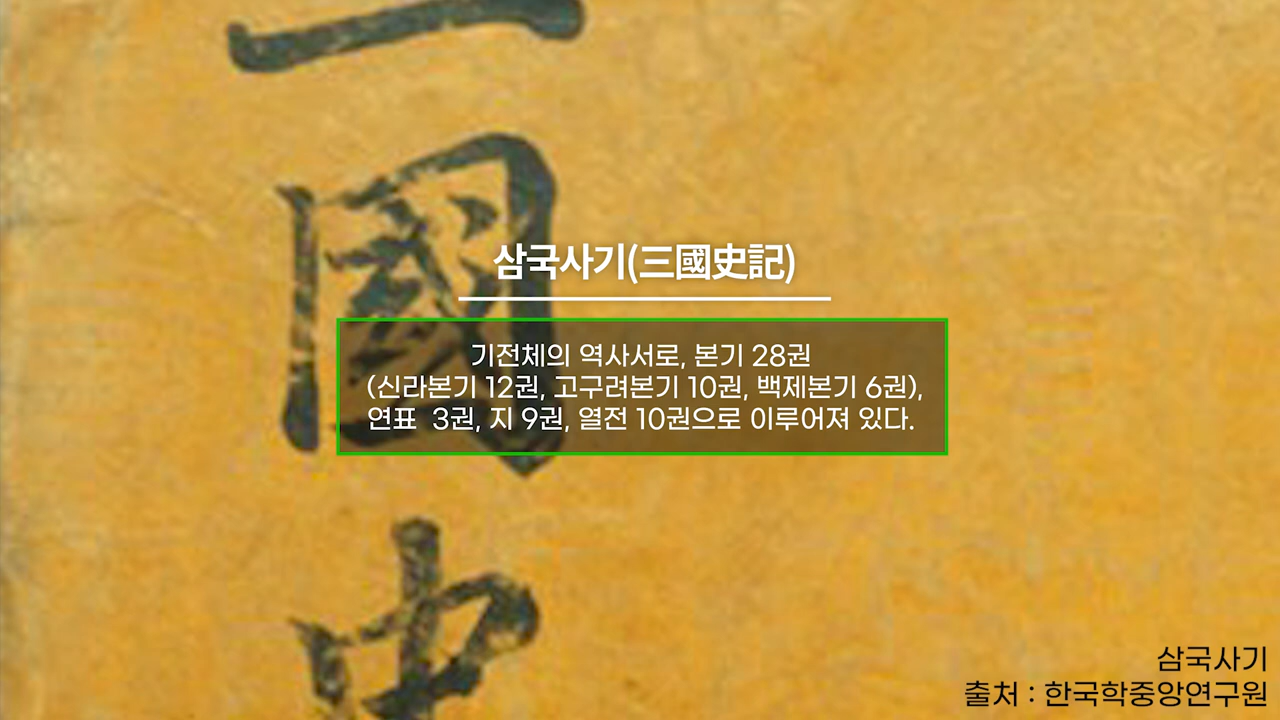 國
史
삼국사기(三國史記)
기전체의 역사서로, 본기 28권
(신라본기 12권, 고구려본기 10권, 백제본기 6권),
연표 3권, 지 9권, 열전 10권으로 이루어져 있다.
삼국사기
출처 : 한국학중앙연구원